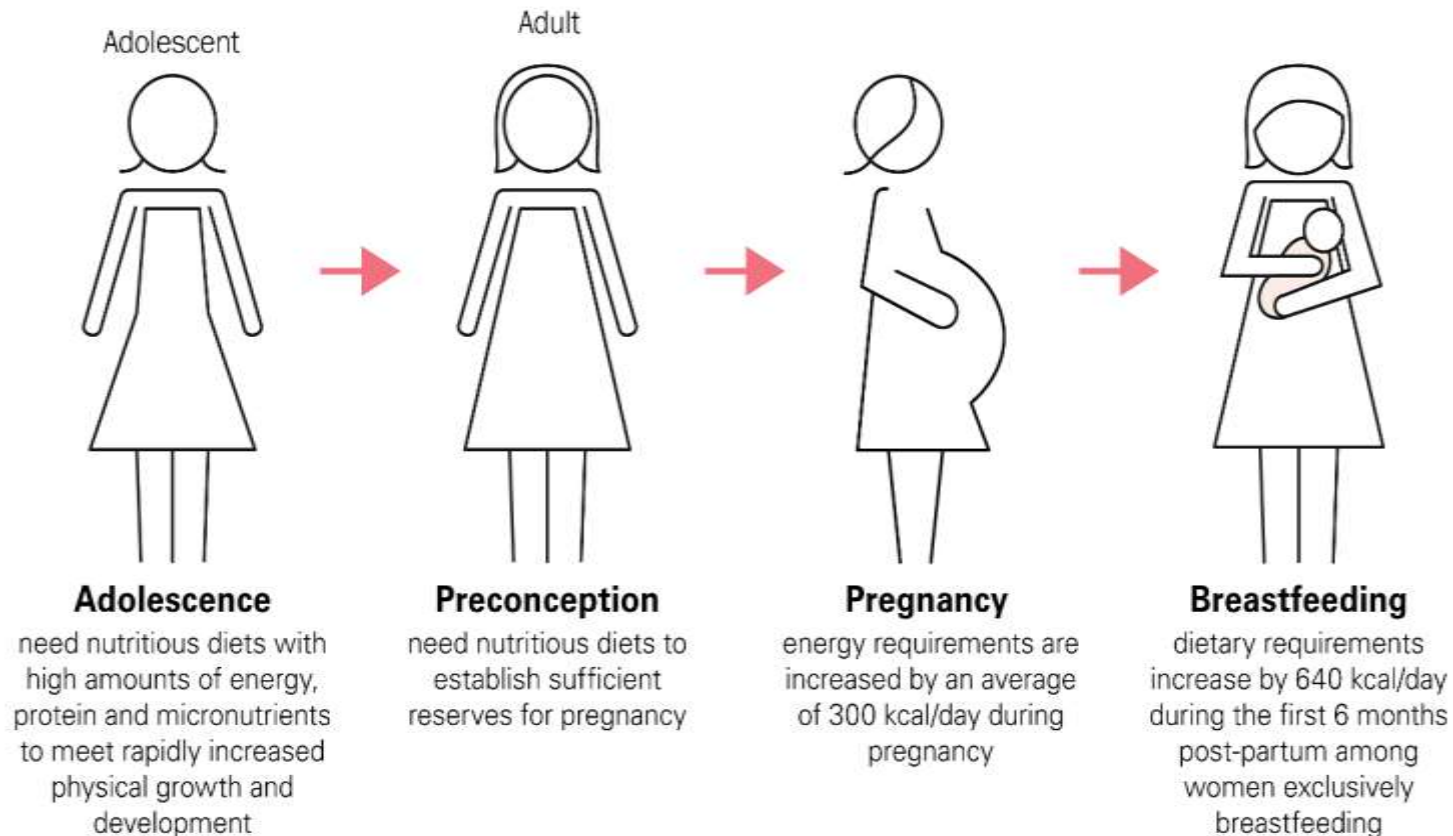 Adolescent
Adult
Adolescence
need nutritious diets with
high amounts of energy,
protein and micronutrients
to meet rapidly increased
physical growth and
development
Preconception
need nutritious diets to
establish sufficient
reserves for pregnancy
Pregnancy
energy requirements are
increased by an average
of 300 kcal/day during
pregnancy
Breastfeeding
dietary requirements
increase by 640 kcal/day
during the first 6 months
post-partum among
women exclusively
breastfeeding